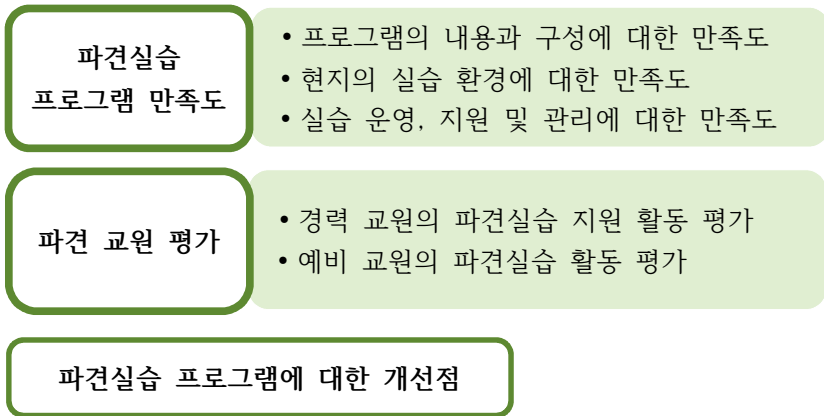 파견실습
프로그램 만족도
• 프로그램의 내용과 구성에 대한 만족도
• 현지의 실습 환경에 대한 만족도
• 실습 운영, 지원 및 관리에 대한 만족도
파견 교원 평가
• 경력 교원의 파견실습 지원 활동 평가
• 예비 교원의 파견실습 활동 평가
파견실습 프로그램에 대한 개선점